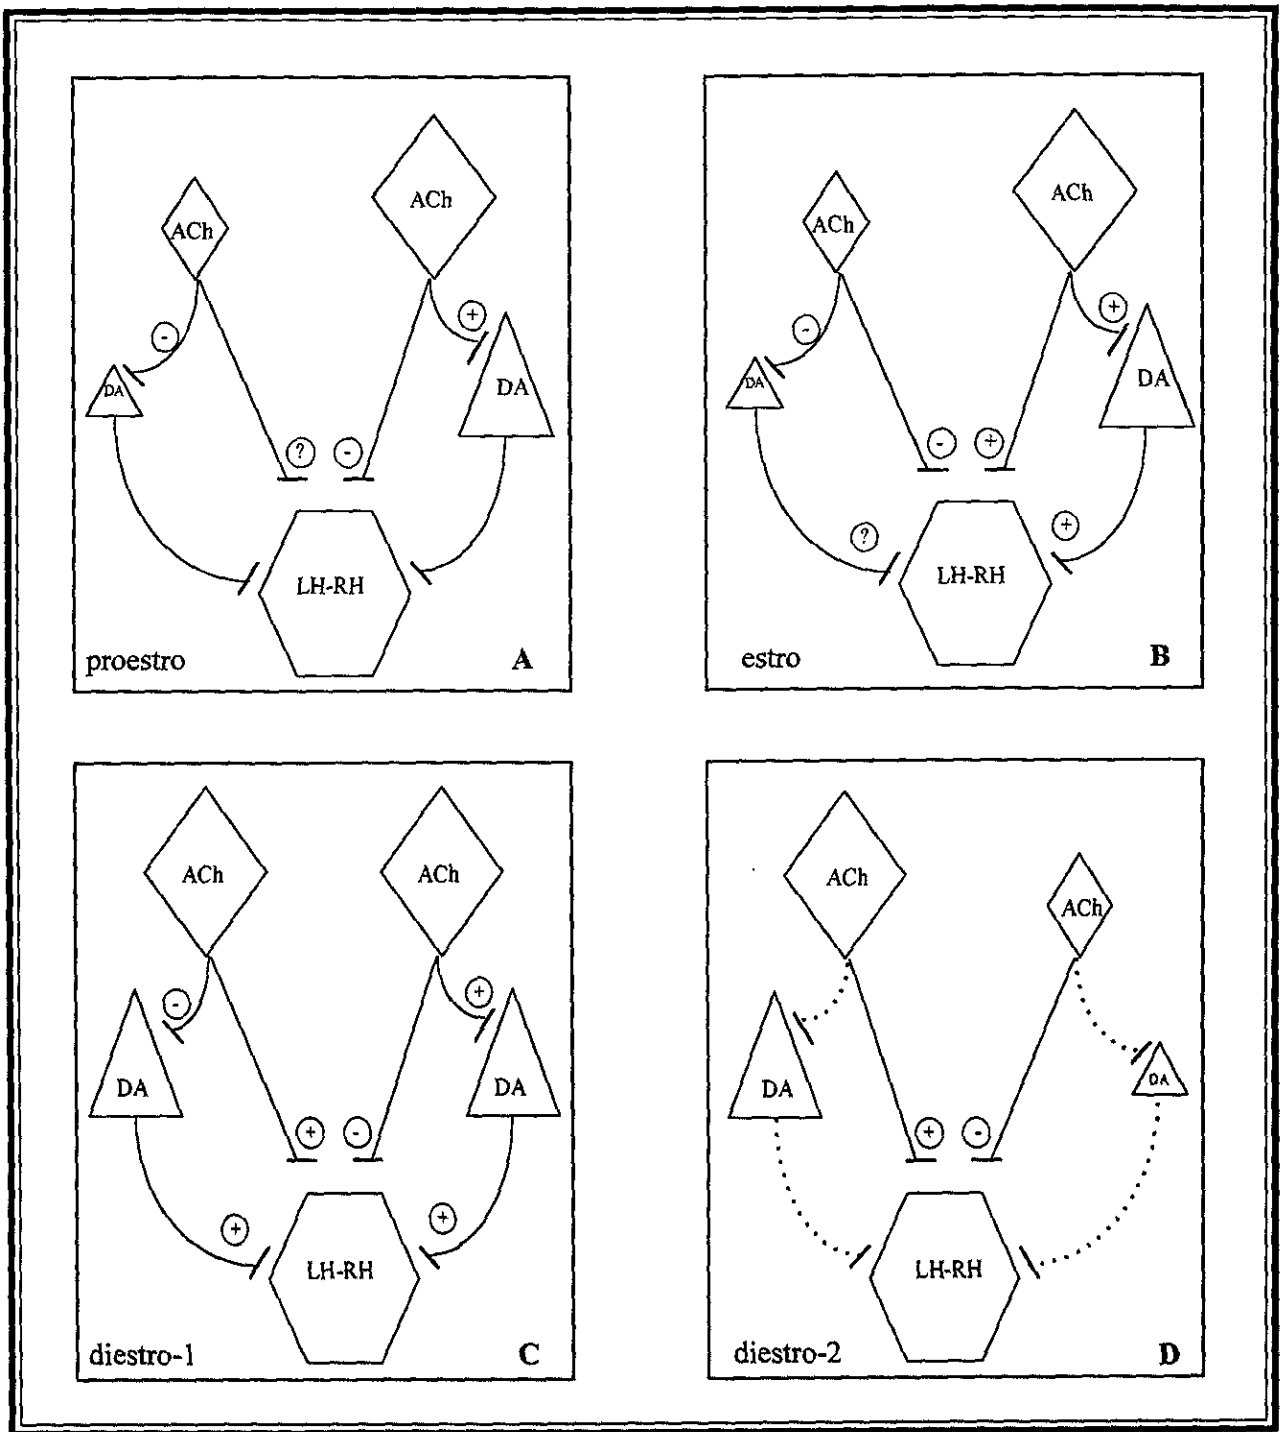 ACh
ACh
-
+
DA
DA
?
-
LH-RH
proestro
A
ACh
ACh
-
+
DA
DA
-
+
?
+
LH-RH
estro
B
ACh
ACh
-
+
DA
DA
+
-
+
+
LH-RH
diestro-1
C
ACh
ACh
DA
DA
+
-
LH-RH
diestro-2
D